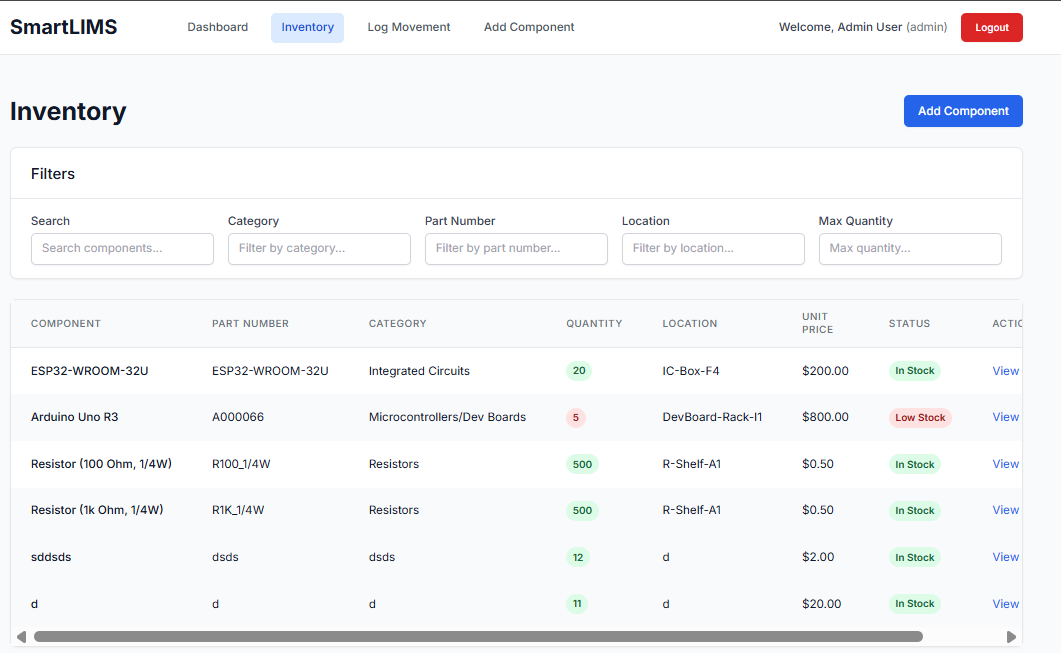 SmartLIMS Dashboard Inventory Log Movement Add Component Welcome, Admin User (admin) Logout
Inventory Add Component
Filters
Search Category Part Number Location Max Quantity
Search components... Filter by category... Filter by part number... Filter by location... Max quantity...
COMPONENT PART NUMBER CATEGORY QUANTITY LOCATION UNIT PRICE STATUS ACTIC
ESP32-WROOM-32U ESP32-WROOM-32U Integrated Circuits 20 IC-Box-F4 $200.00 In Stock View
Arduino Uno R3 A000066 Microcontrollers/Dev Boards 5 DevBoard-Rack-I1 $800.00 Low Stock View
Resistor (100 Ohm, 1/4W) R100_1/4W Resistors 500 R-Shelf-A1 $0.50 In Stock View
Resistor (1k Ohm, 1/4W) R1K_1/4W Resistors 500 R-Shelf-A1 $0.50 In Stock View
sddsds dsds dsds 12 d $2.00 In Stock View
d d d 11 d $20.00 In Stock View